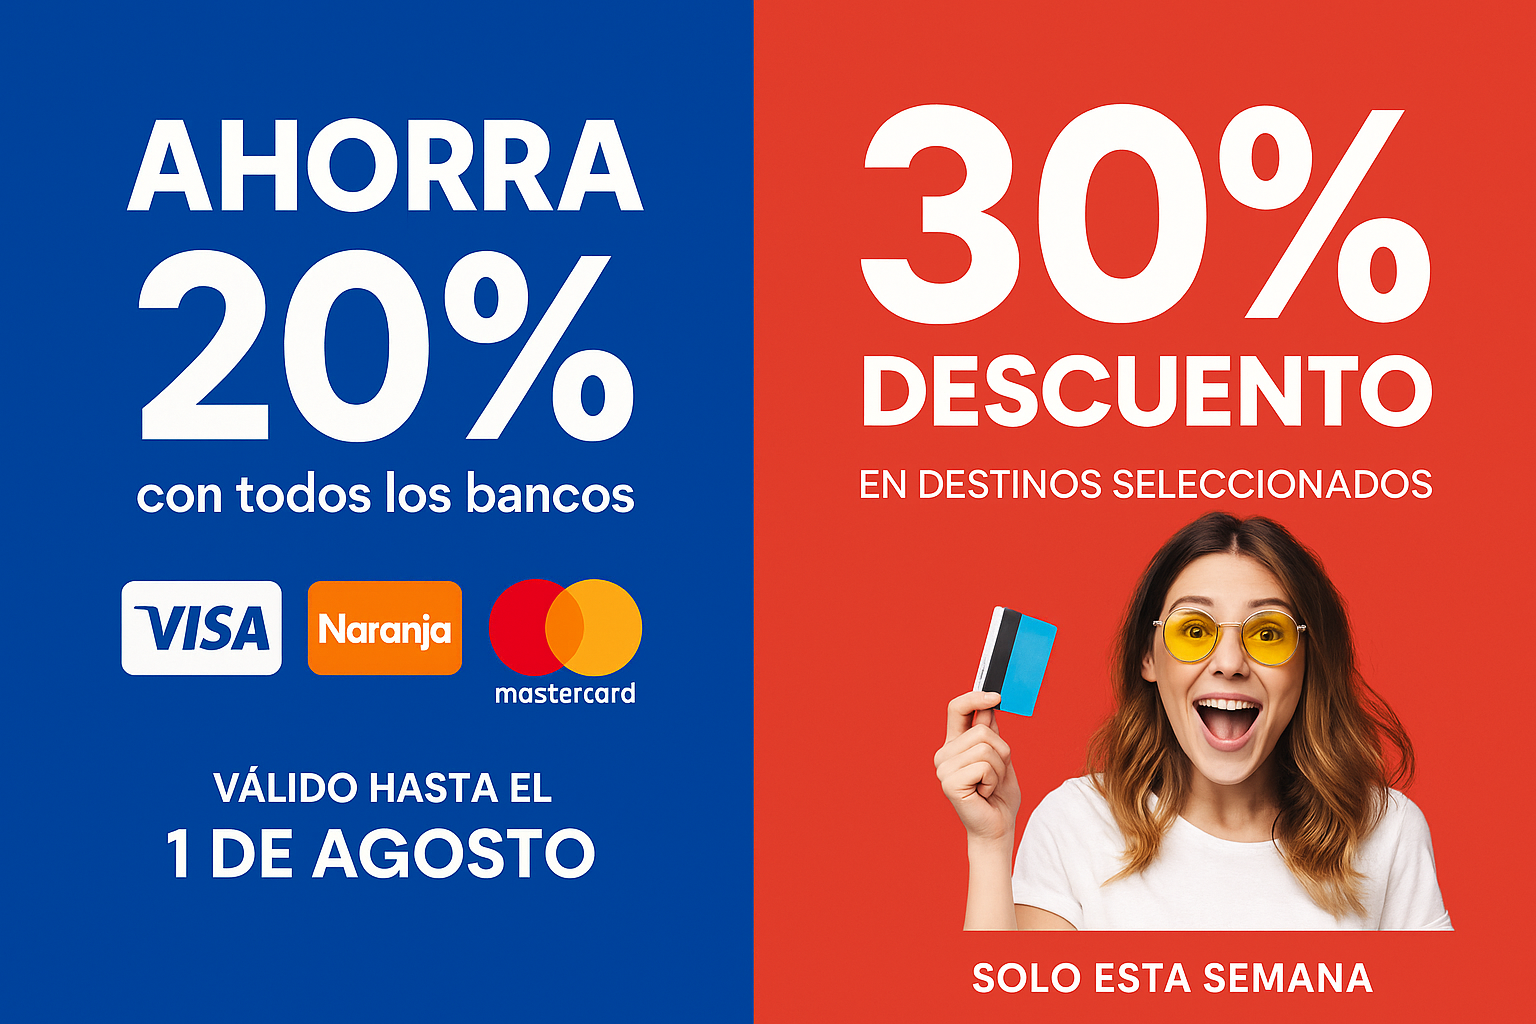 AHORRA
20%
con todos los bancos
VISA
Naranja
mastercard
VÁLIDO HASTA EL
1 DE AGOSTO
30%
DESCUENTO
EN DESTINOS SELECCIONADOS
SOLO ESTA SEMANA